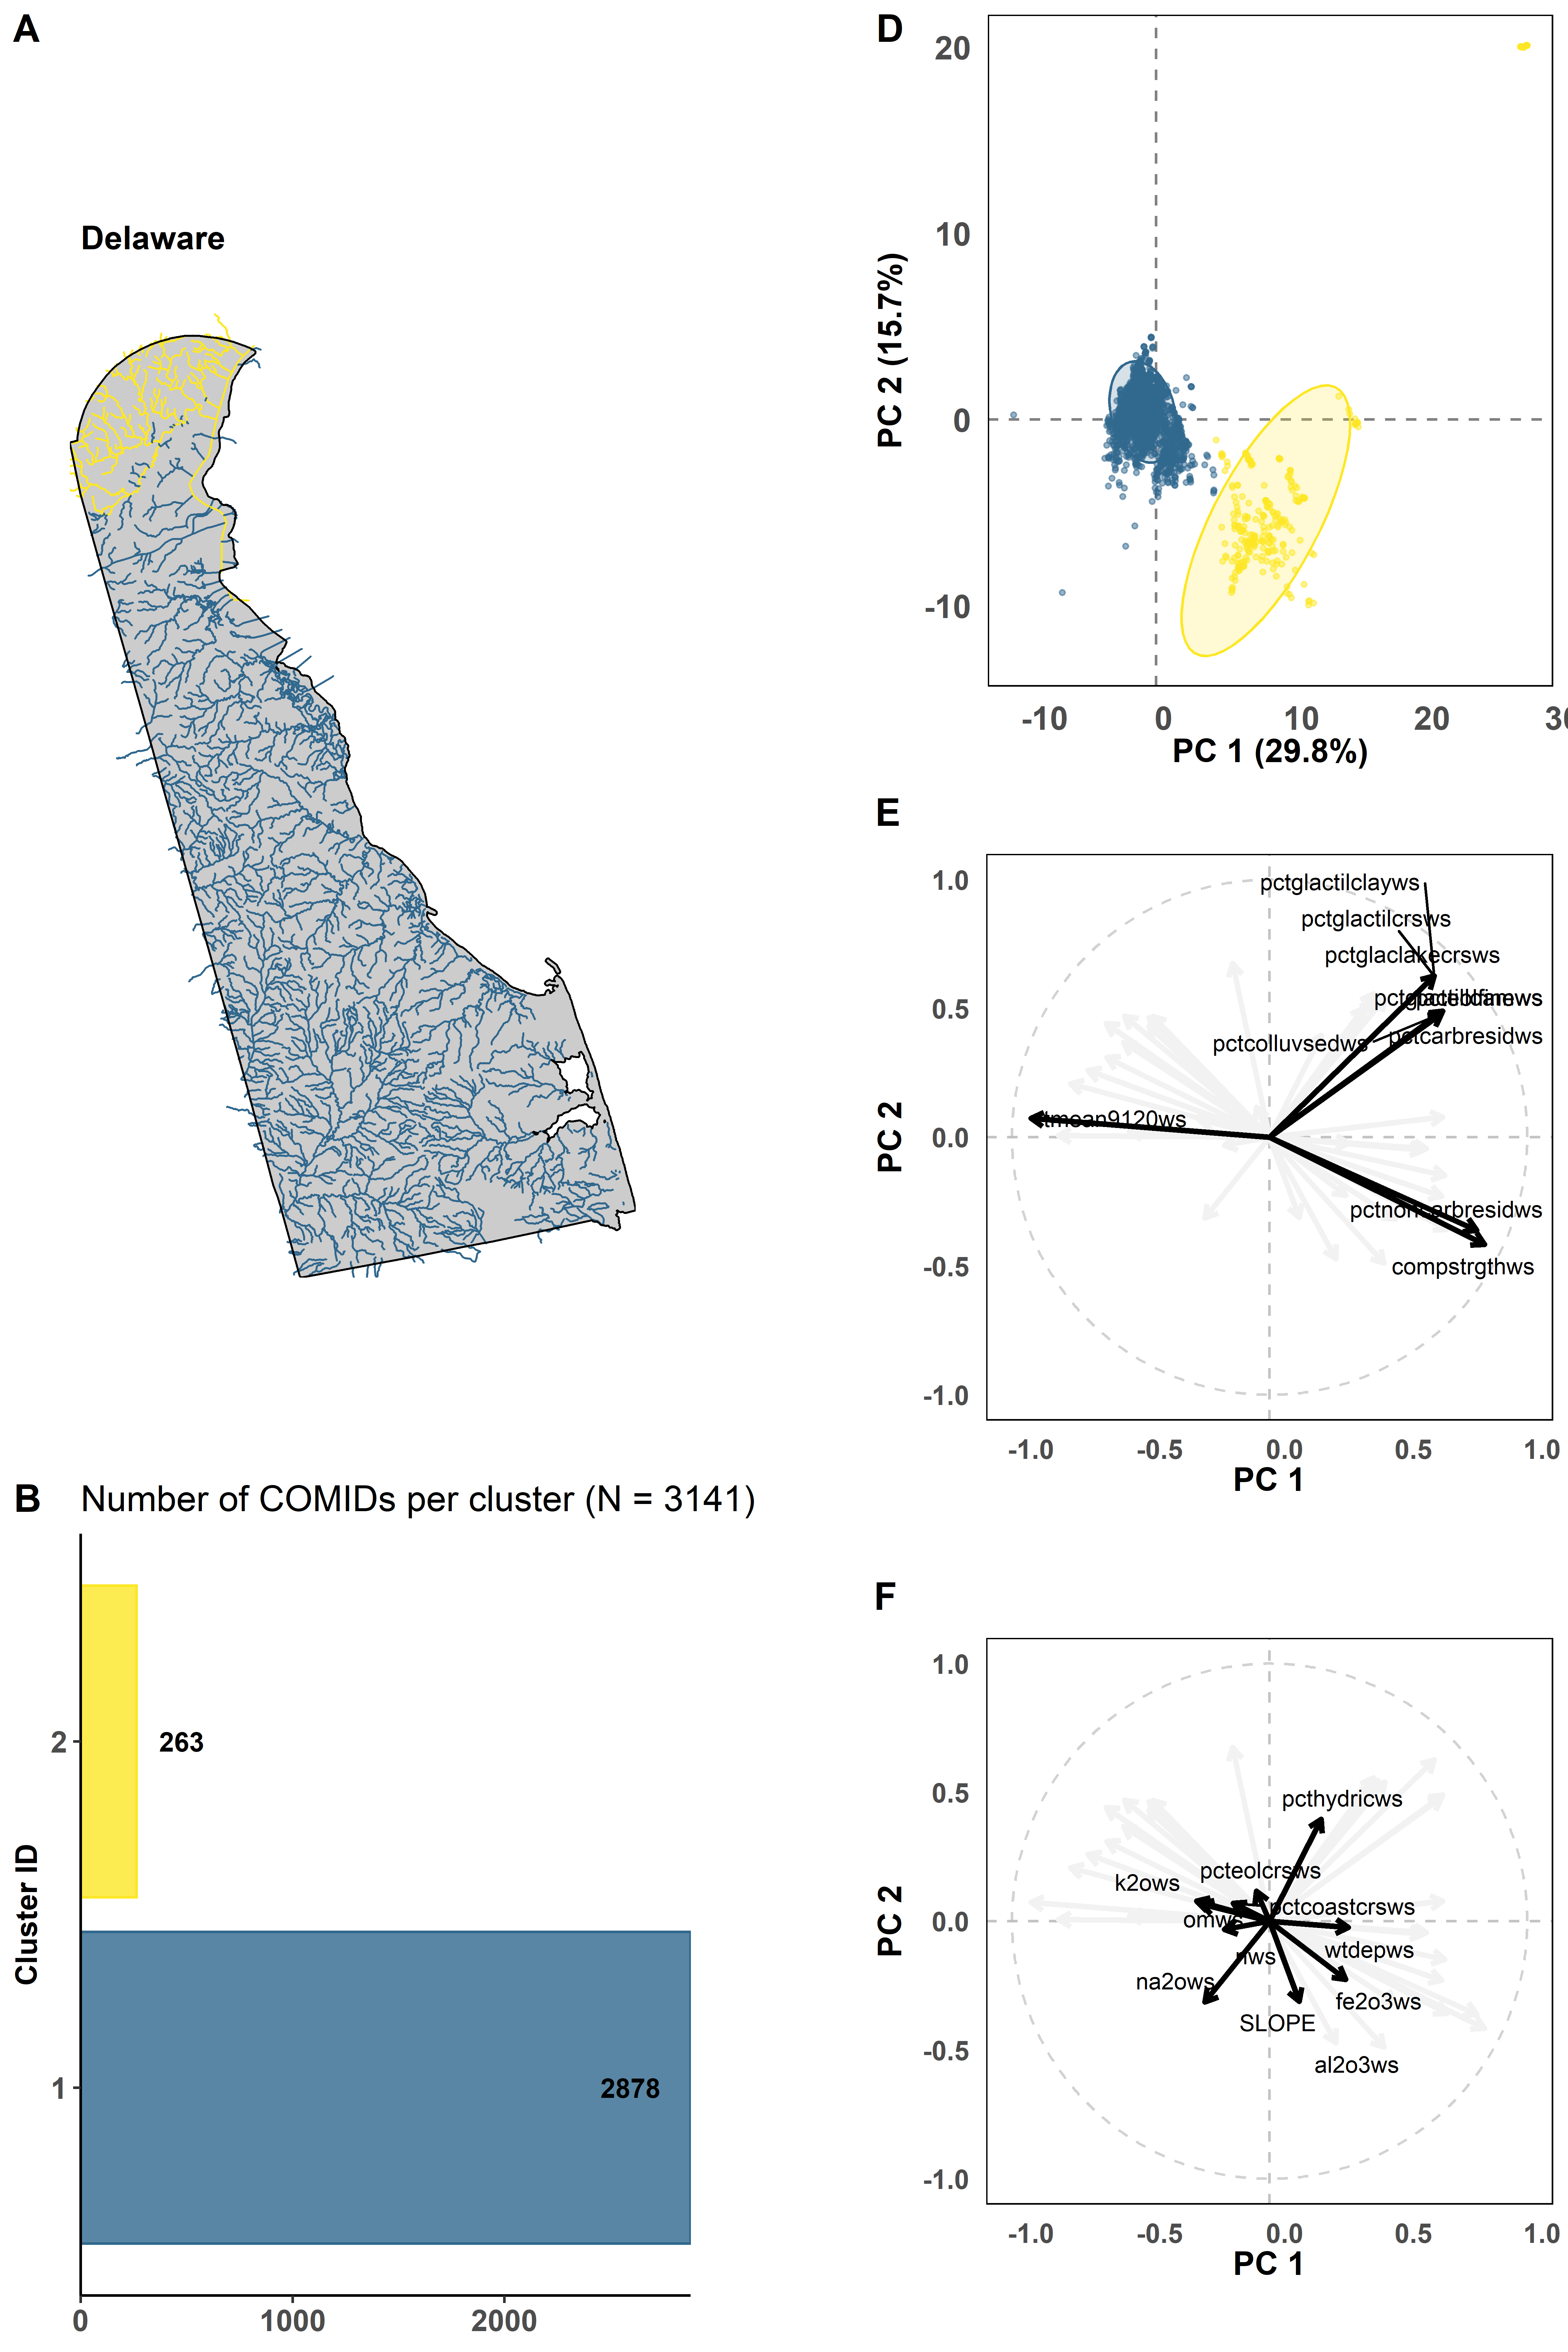 A
Delaware
B
Number of COMIDs per cluster (N = 3141)
Cluster ID
2
1
263
2878
0
1000
2000
D
PC 2 (15.7%)
20
10
0
-10
-10
0
10
20
30
PC 1 (29.8%)
E
PC 2
1.0
0.5
0.0
-0.5
-1.0
pctglactilclayws
pctglactilcrsws
pctglaclakecrsws
pctcolluvsedws
pctcarbresidws
tmean9120ws
pctnoncarbresidws
compstrgthws
-1.0
-0.5
0.0
0.5
1.0
PC 1
F
PC 2
1.0
0.5
0.0
-0.5
-1.0
pcthydricws
pcteolcrsws
k2ows
pctcoastcrsws
omws
wtdepws
nws
na2ows
fe2o3ws
SLOPE
al2o3ws
-1.0
-0.5
0.0
0.5
1.0
PC 1